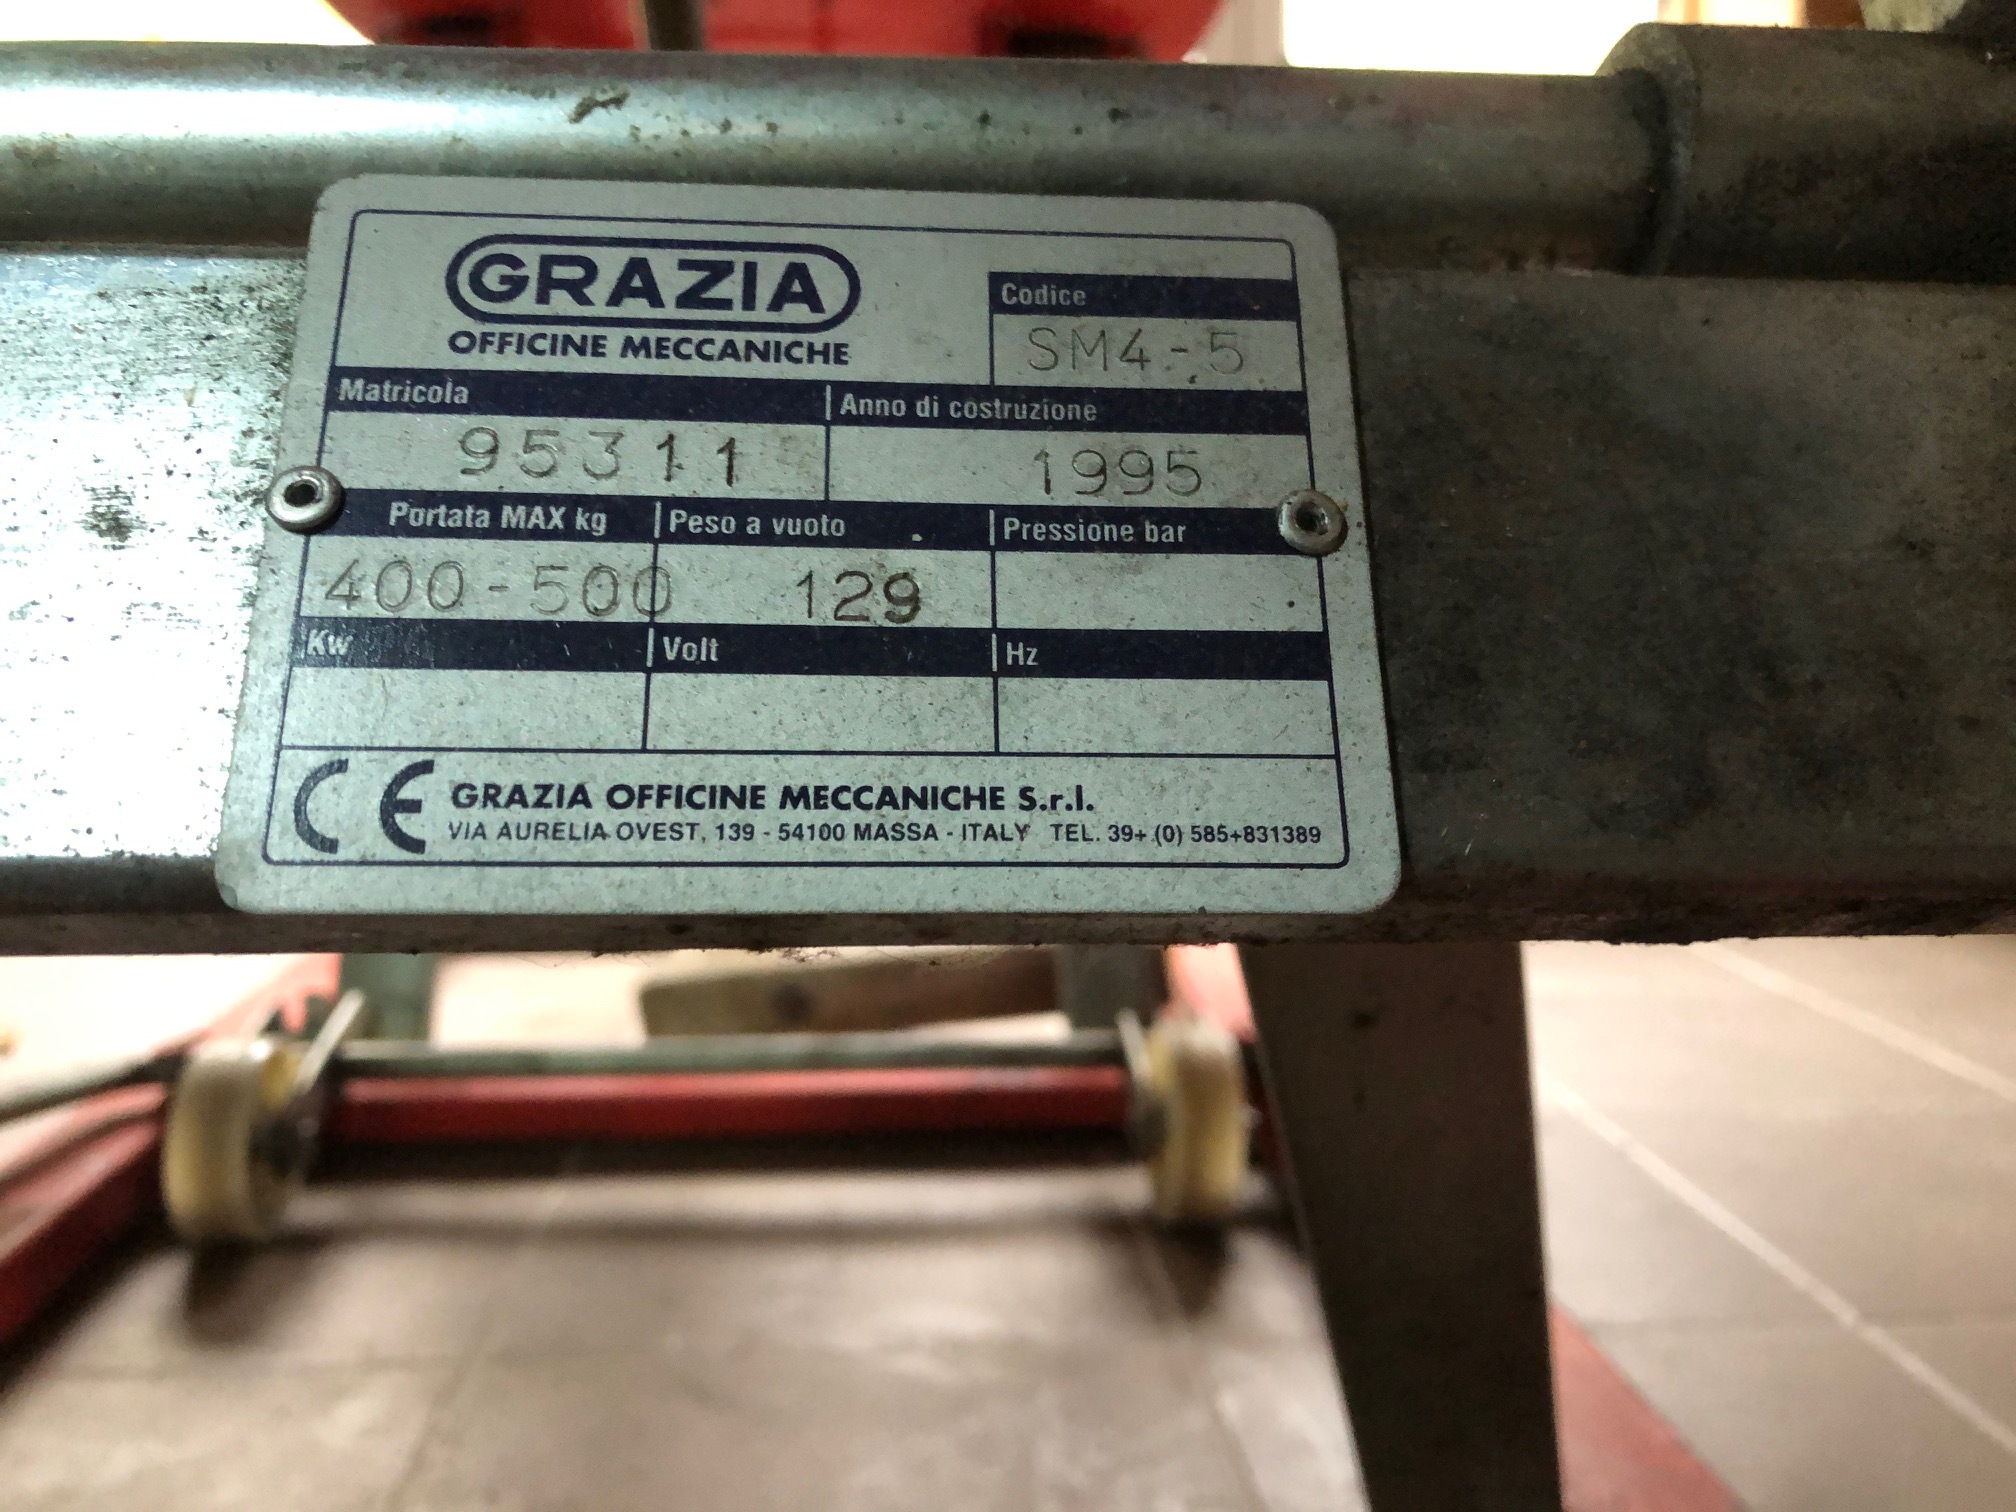 GRAZIA
OFFICINE MECCANICHE
Codice
SM4-5
Matricola
Anno di costruzione
95311
1995
Portata MAX kg
Peso a vuoto
Pressione bar
400-500
129
Kw
Volt
Hz
CE
GRAZIA OFFICINE MECCANICHE S.r.l.
VIA AURELIA OVEST, 139 - 54100 MASSA - ITALY TEL. 39+ (0) 585+831389